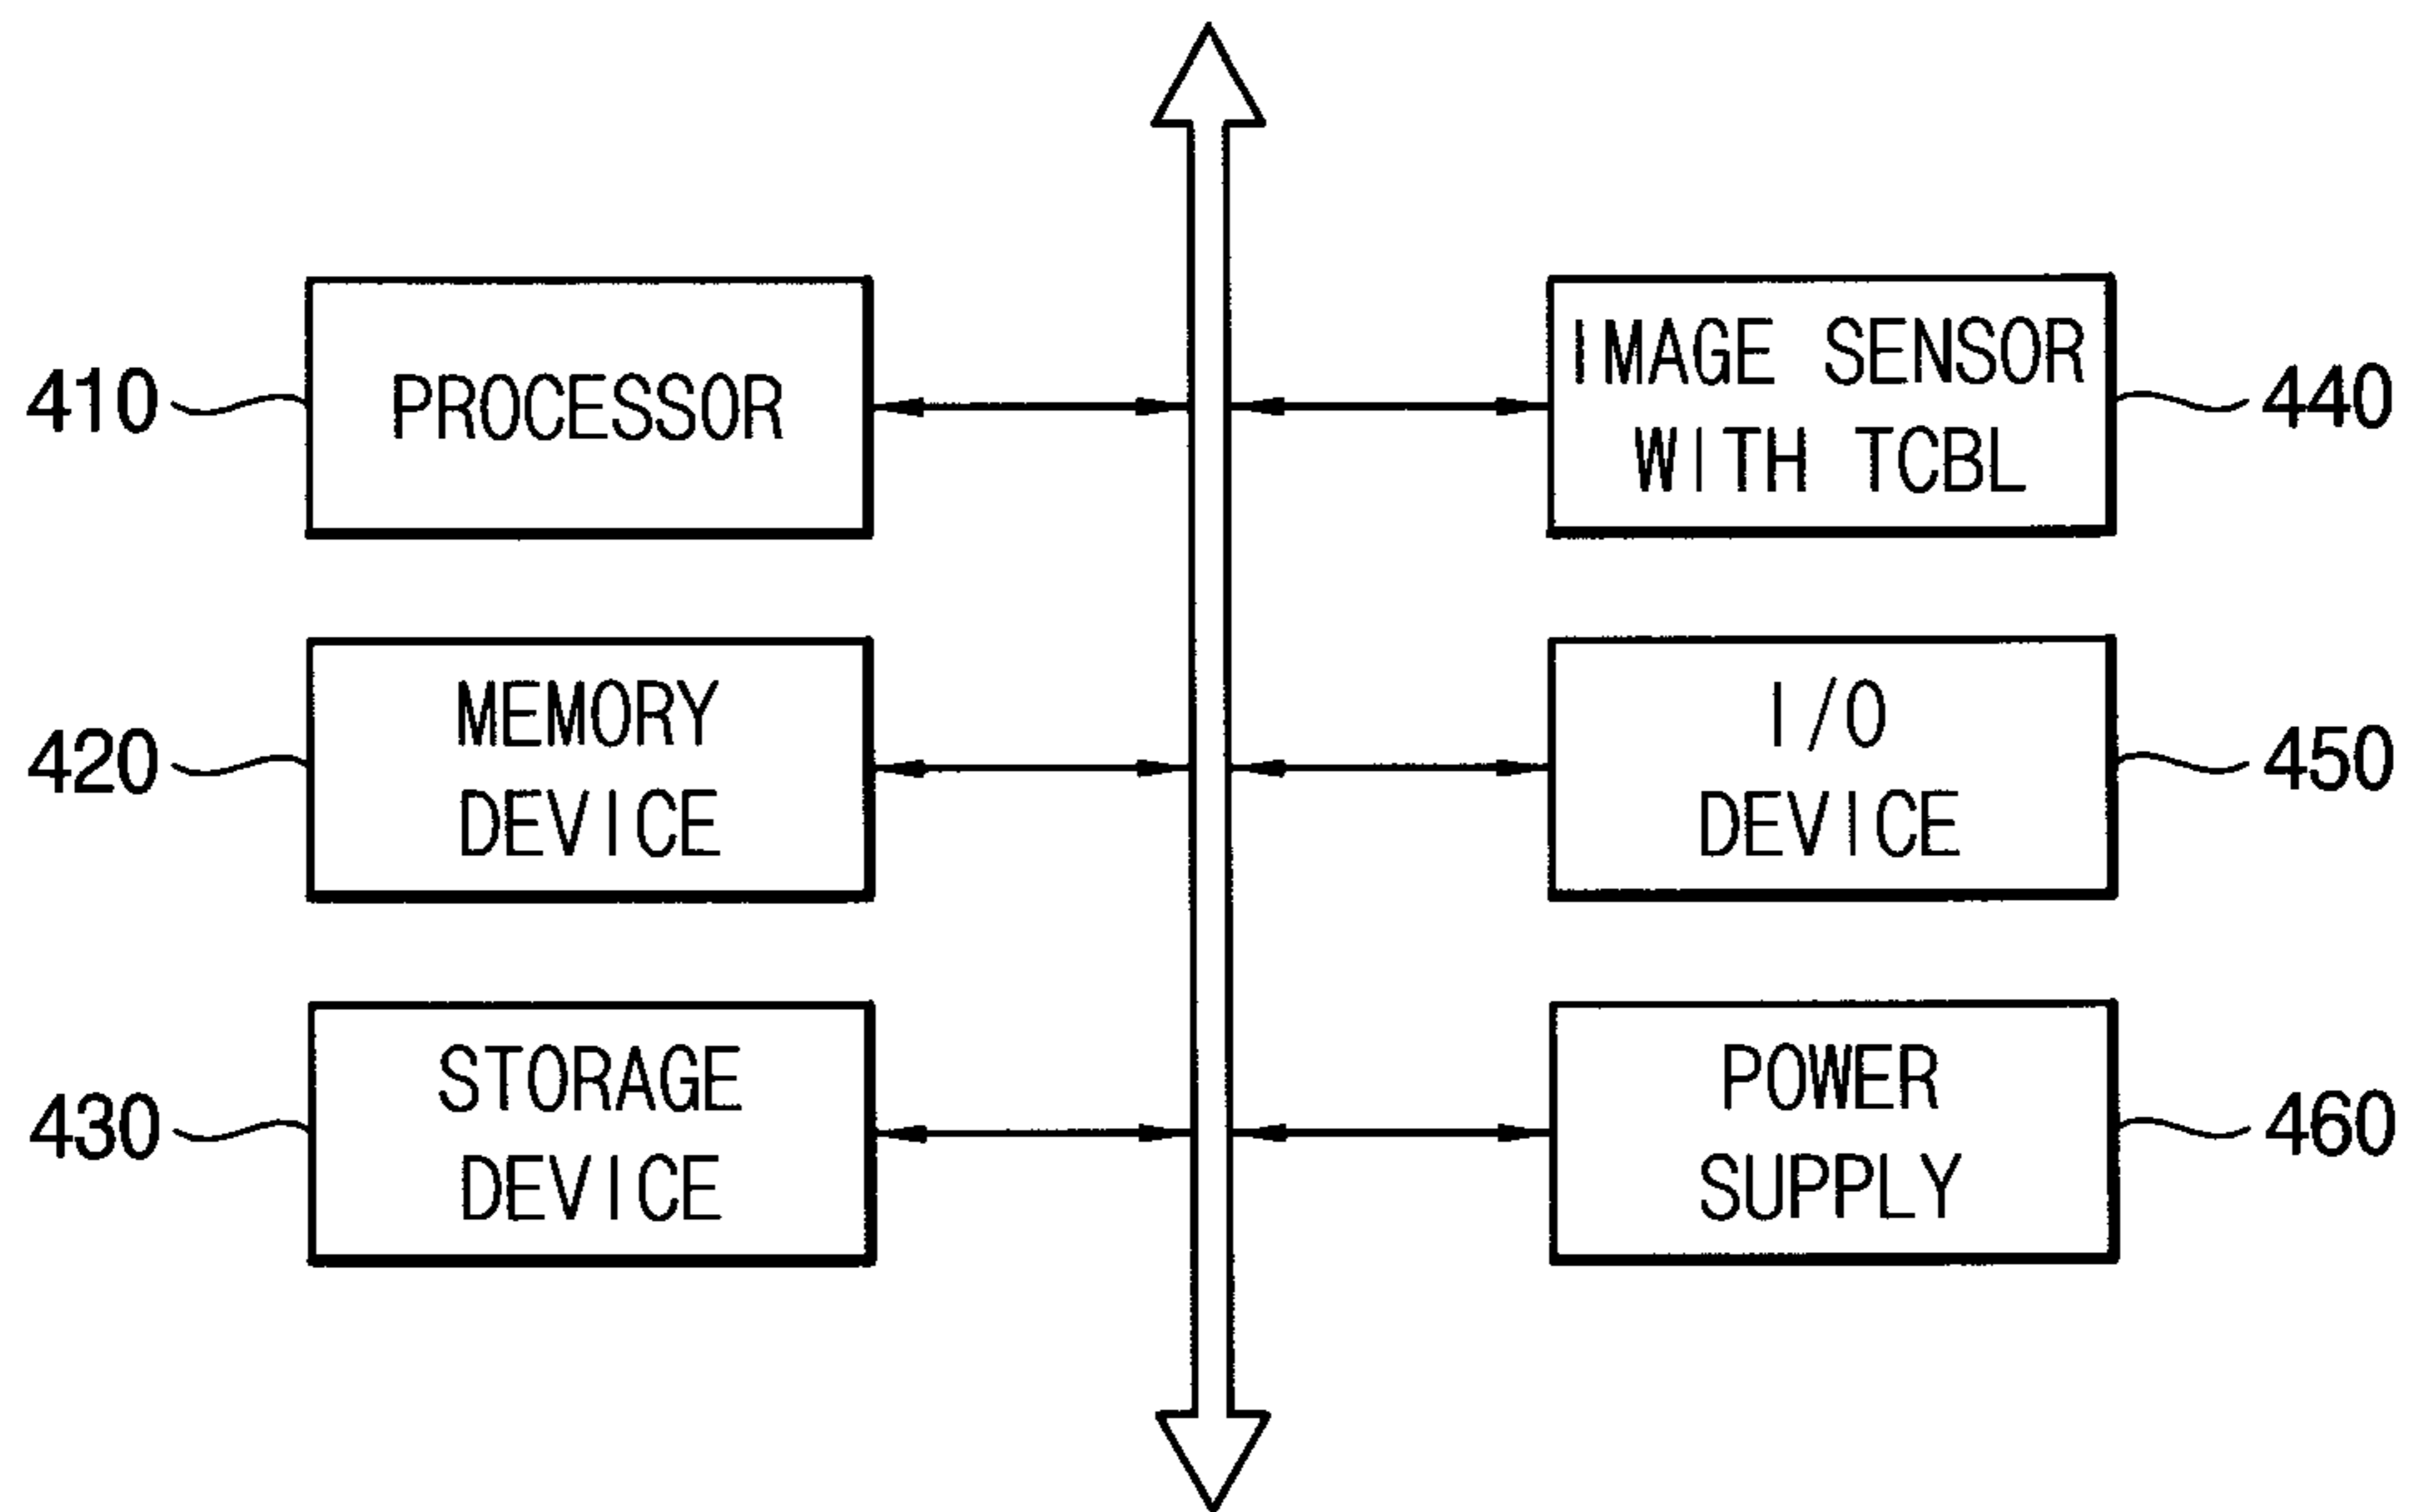 410
PROCESSOR
IMAGE SENSOR
WITH TCBL
440
420
MEMORY
DEVICE
I/O
DEVICE
450
430
STORAGE
DEVICE
POWER
SUPPLY
460